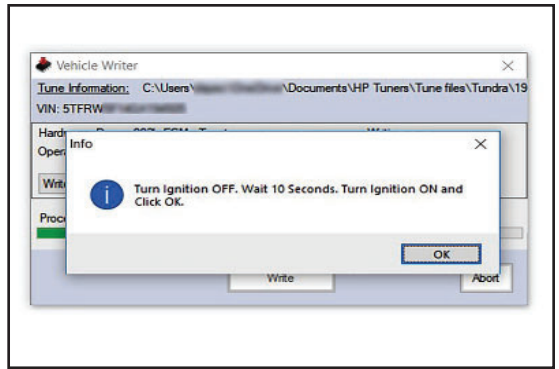 Vehicle Writer
Tune Information: C:\Users\ \Documents\HP Tuners\Tune files\Tundra\19
VIN: 5TFRW
Info
Turn Ignition OFF. Wait 10 Seconds. Turn Ignition ON and
Click OK.
OK
Write
Abort